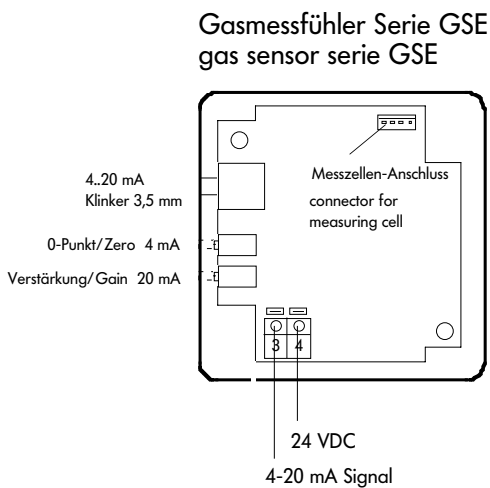 Gasmessfühler Serie GSE
gas sensor serie GSE
Messzellen-Anschluss
connector for
measuring cell
4..20 mA
Klinker 3,5 mm
0-Punkt/Zero 4 mA
Verstärkung/Gain 20 mA
3 4
24 VDC
4-20 mA Signal